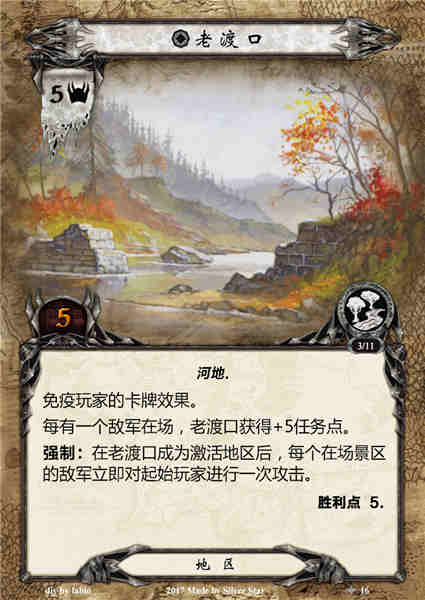 老渡口
5
5
3/11
河地.
免疫玩家的卡牌效果。
每有一个敌军在场，老渡口获得+5任务点。
强制：在老渡口成为激活地区后，每个在场景区
的敌军立即对起始玩家进行一次攻击。
胜利点 5.
地区
diy by fabio 2017 Made by Silver Star 16